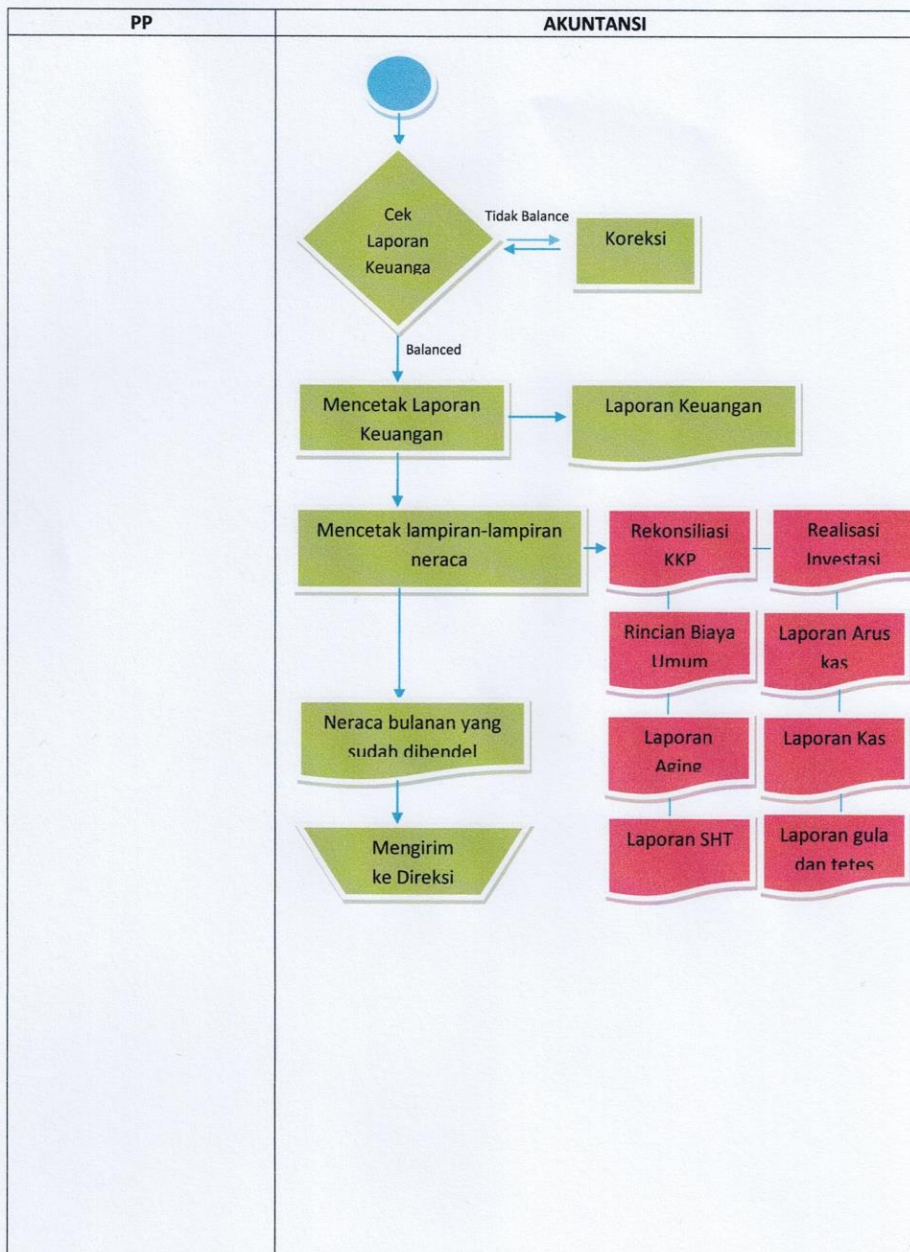 PP
AKUNTANSI
Cek
Laporan
Keuanga
Tidak Balance
Koreksi
Balanced
Mencetak Laporan
Keuangan
Laporan Keuangan
Mencetak lampiran-lampiran
neraca
Rekonsiliasi
KKP
Realisasi
Investasi
Rincian Biaya
Umum
Laporan Arus
kas
Neraca bulanan yang
sudah dibendel
Laporan
Aging
Laporan Kas
Mengirim
ke Direksi
Laporan SHT
Laporan gula
dan tetes